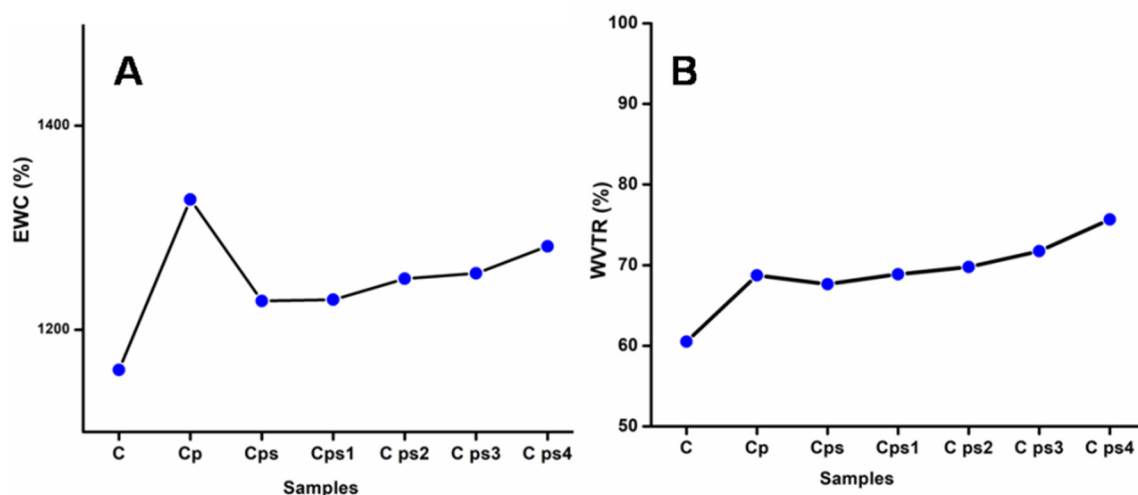 A
EWC (%)
1400
1200
C Cp Cps Cps1 C ps2 C ps3 C ps4
Samples
B
WVTR (%)
100
90
80
70
60
50
C Cp Cps Cps1 C ps2 C ps3 C ps4
Samples